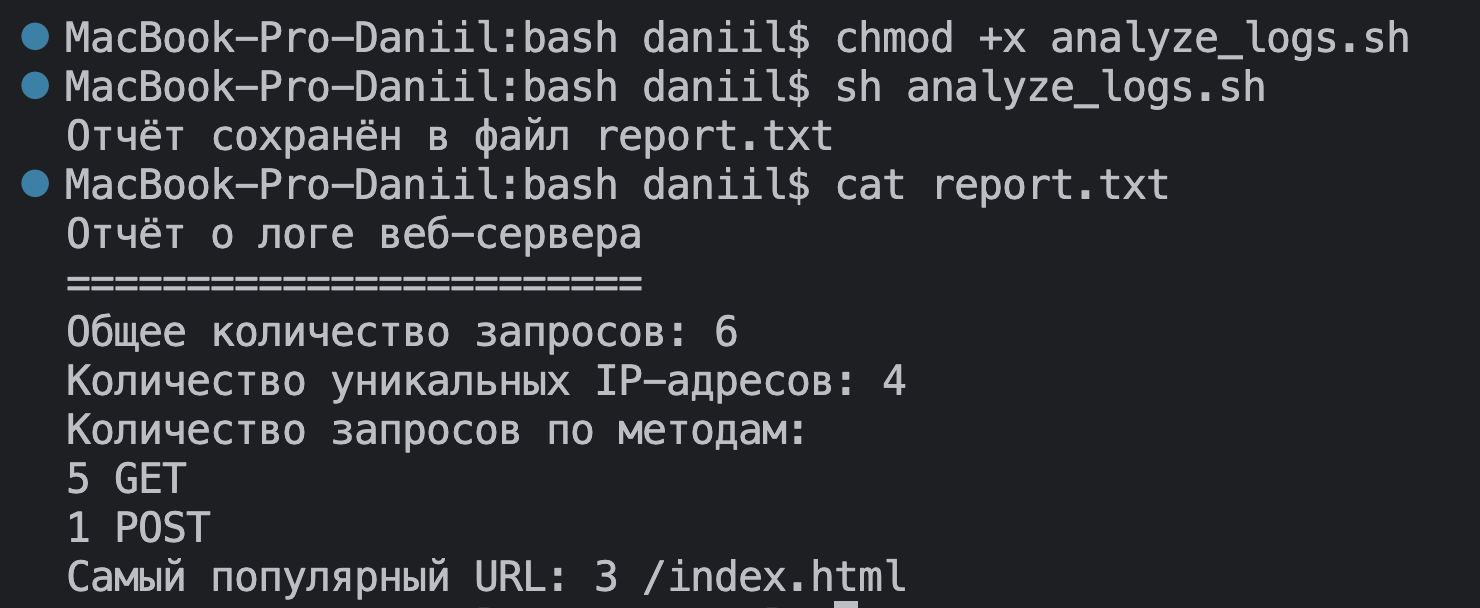 MacBook-Pro-Daniil:bash daniil$ chmod +x analyze_logs.sh
MacBook-Pro-Daniil:bash daniil$ sh analyze_logs.sh
Отчёт сохранён в файл report.txt
MacBook-Pro-Daniil:bash daniil$ cat report.txt
Отчёт о логе веб-сервера
========================
Общее количество запросов: 6
Количество уникальных IP-адресов: 4
Количество запросов по методам:
5 GET
1 POST
Самый популярный URL: 3 /index.html